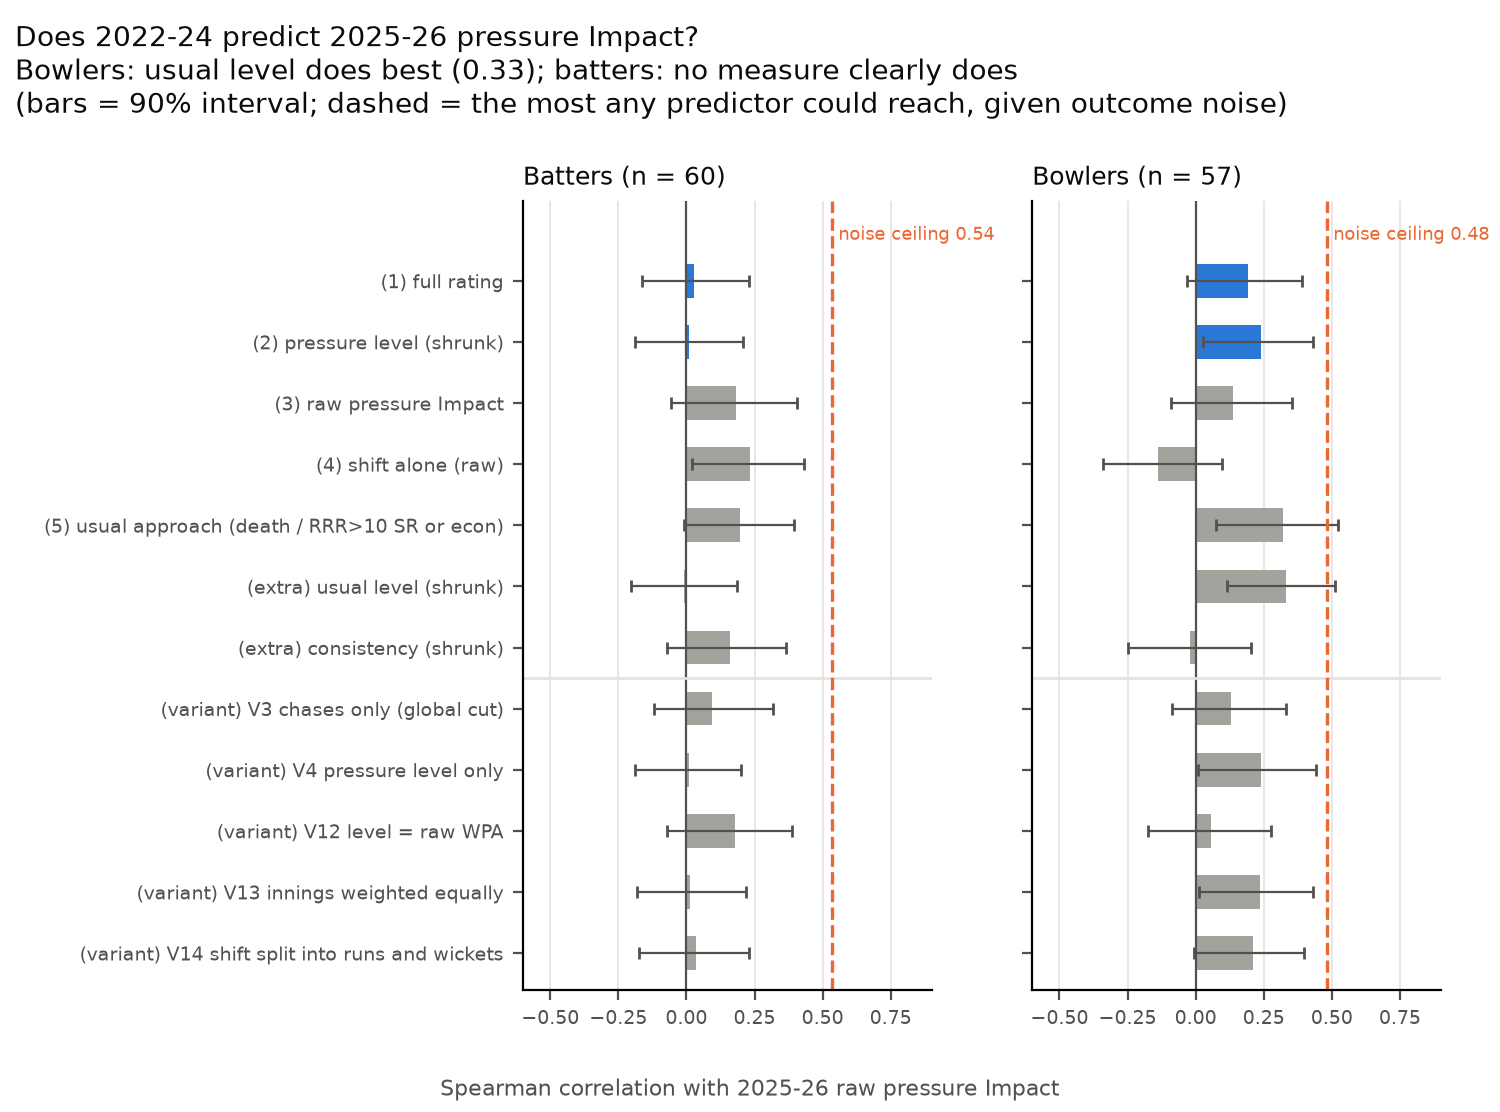 Does 2022-24 predict 2025-26 pressure Impact?
Bowlers: usual level does best (0.33); batters: no measure clearly does
(bars = 90% interval; dashed = the most any predictor could reach, given outcome noise)
Batters (n = 60)
Bowlers (n = 57)
noise ceiling 0.54
noise ceiling 0.48
(1) full rating
(2) pressure level (shrunk)
(3) raw pressure Impact
(4) shift alone (raw)
(5) usual approach (death / RRR>10 SR or econ)
(extra) usual level (shrunk)
(extra) consistency (shrunk)
(variant) V3 chases only (global cut)
(variant) V4 pressure level only
(variant) V12 level = raw WPA
(variant) V13 innings weighted equally
(variant) V14 shift split into runs and wickets
−0.50 −0.25 0.00 0.25 0.50 0.75
−0.50 −0.25 0.00 0.25 0.50 0.75
Spearman correlation with 2025-26 raw pressure Impact